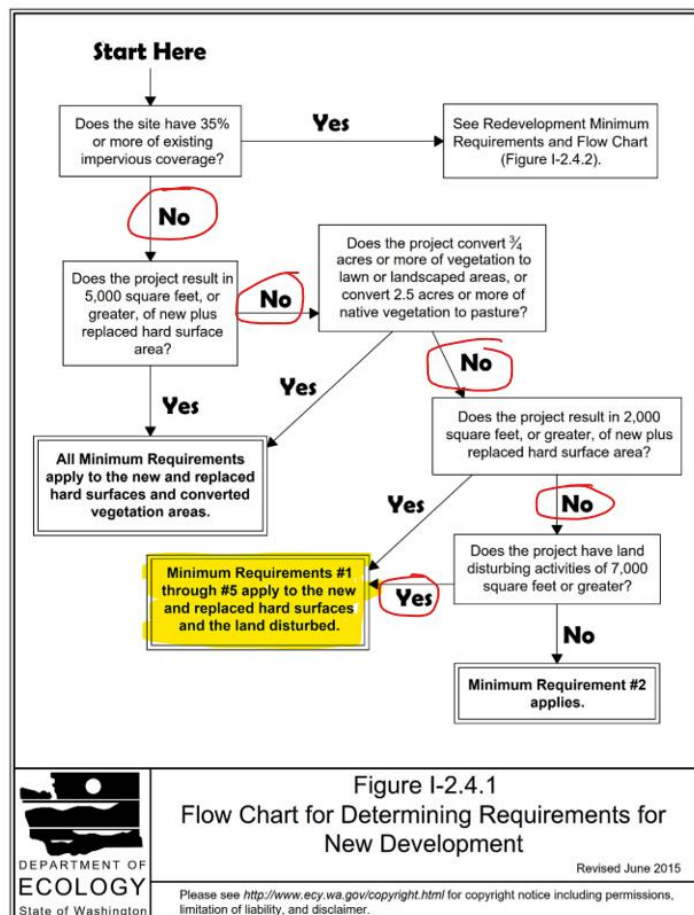 Start Here
Does the site have 35%
or more of existing
impervious coverage?
Yes
See Redevelopment Minimum
Requirements and Flow Chart
(Figure I-2.4.2).
No
Does the project result in
5,000 square feet, or
greater, of new plus
replaced hard surface
area?
No
Does the project convert ¾
acres or more of vegetation to
lawn or landscaped areas, or
convert 2.5 acres or more of
native vegetation to pasture?
Yes
Yes
No
All Minimum Requirements
apply to the new and replaced
hard surfaces and converted
vegetation areas.
Does the project result in 2,000
square feet, or greater, of new plus
replaced hard surface area?
Yes
No
Minimum Requirements #1
through #5 apply to the new
and replaced hard surfaces
and the land disturbed.
Yes
Does the project have land
disturbing activities of 7,000
square feet or greater?
No
Minimum Requirement #2
applies.
DEPARTMENT OF
ECOLOGY
State of Washington
Figure I-2.4.1
Flow Chart for Determining Requirements for
New Development
Revised June 2015
Please see http://www.ecy.wa.gov/copyright.html for copyright notice including permissions,
limitation of liability, and disclaimer.